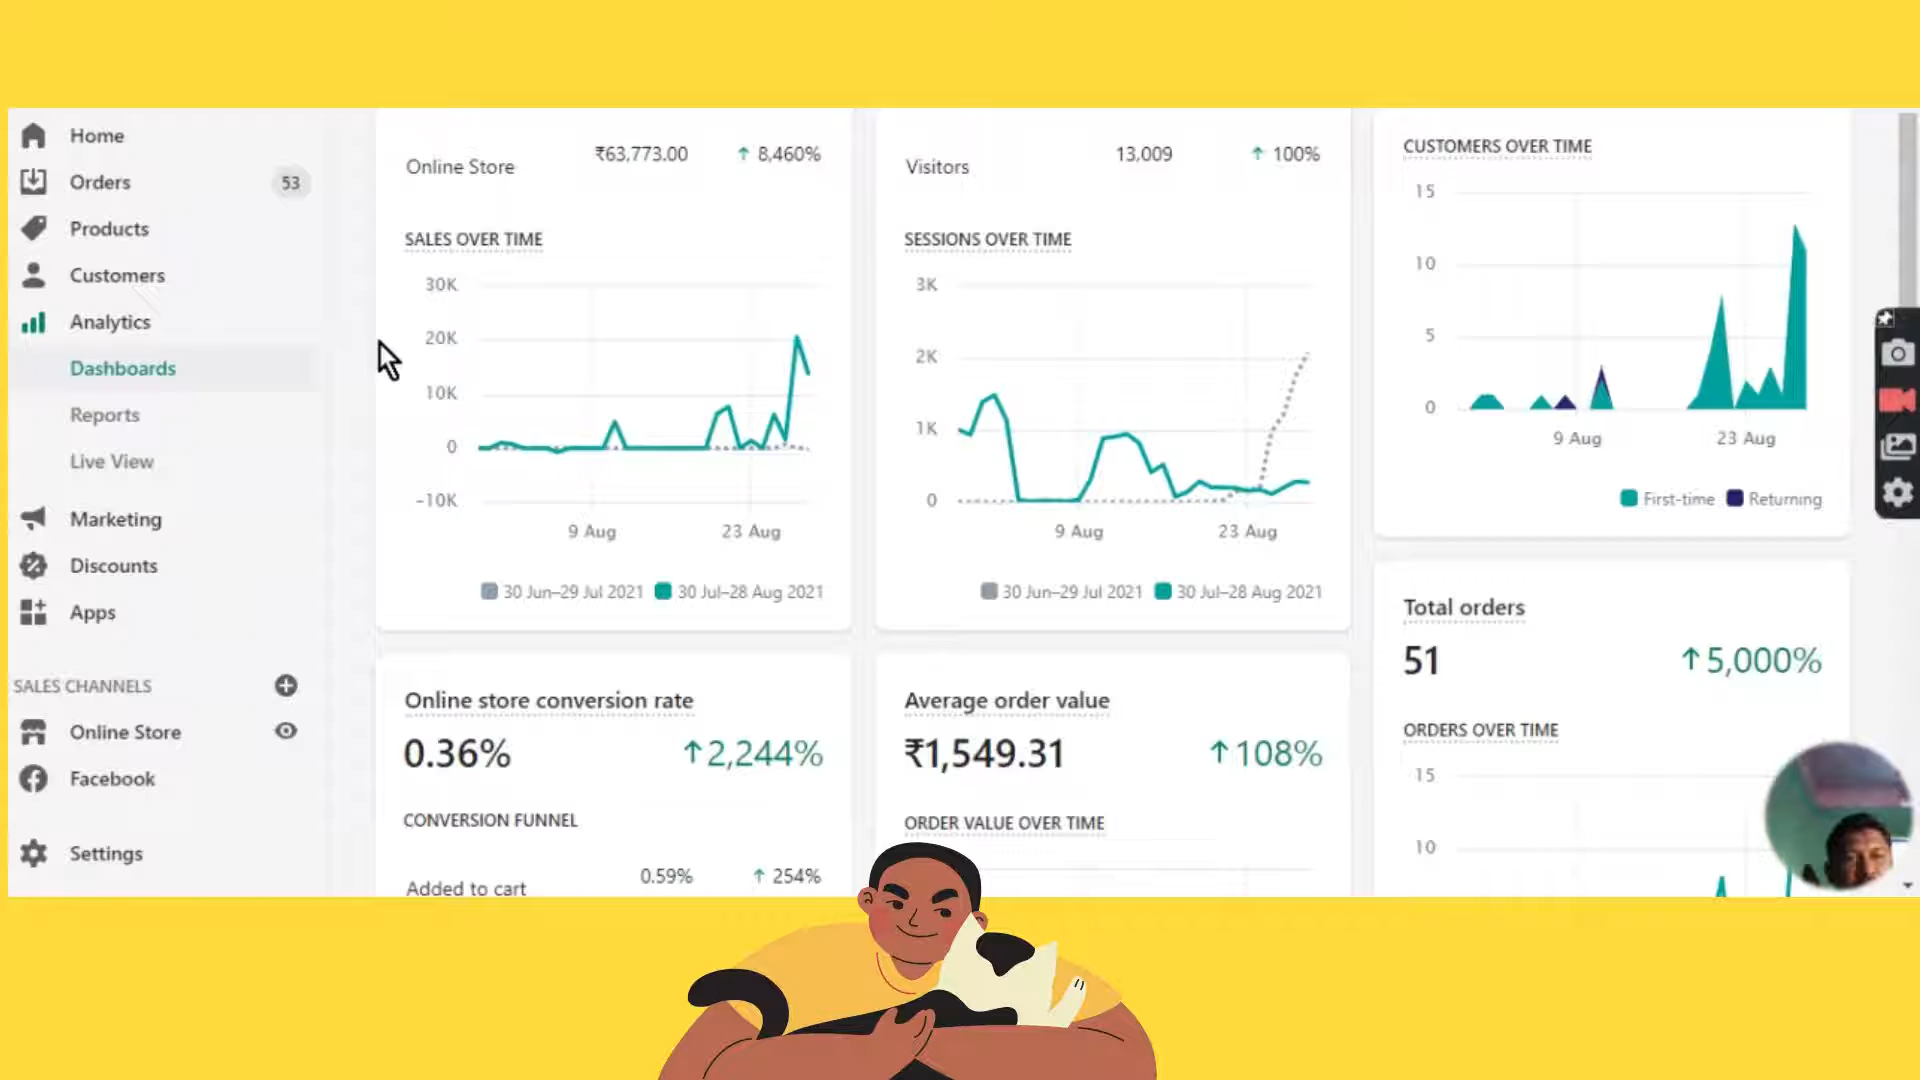 Home
Orders 53
Products
Customers
Analytics
Dashboards
Reports
Live View
Marketing
Discounts
Apps
SALES CHANNELS
Online Store
Facebook
Settings
Online Store ₹63,773.00 ↑ 8,460%
SALES OVER TIME
30K
20K
10K
0
-10K
9 Aug 23 Aug
30 Jun–29 Jul 2021 30 Jul–28 Aug 2021
Visitors 13,009 ↑ 100%
SESSIONS OVER TIME
3K
2K
1K
0
9 Aug 23 Aug
30 Jun–29 Jul 2021 30 Jul–28 Aug 2021
CUSTOMERS OVER TIME
15
10
5
0
9 Aug 23 Aug
First-time Returning
Online store conversion rate
0.36% ↑2,244%
CONVERSION FUNNEL
Added to cart 0.59% ↑ 254%
Average order value
₹1,549.31 ↑108%
ORDER VALUE OVER TIME
Total orders
51 ↑5,000%
ORDERS OVER TIME
15
10